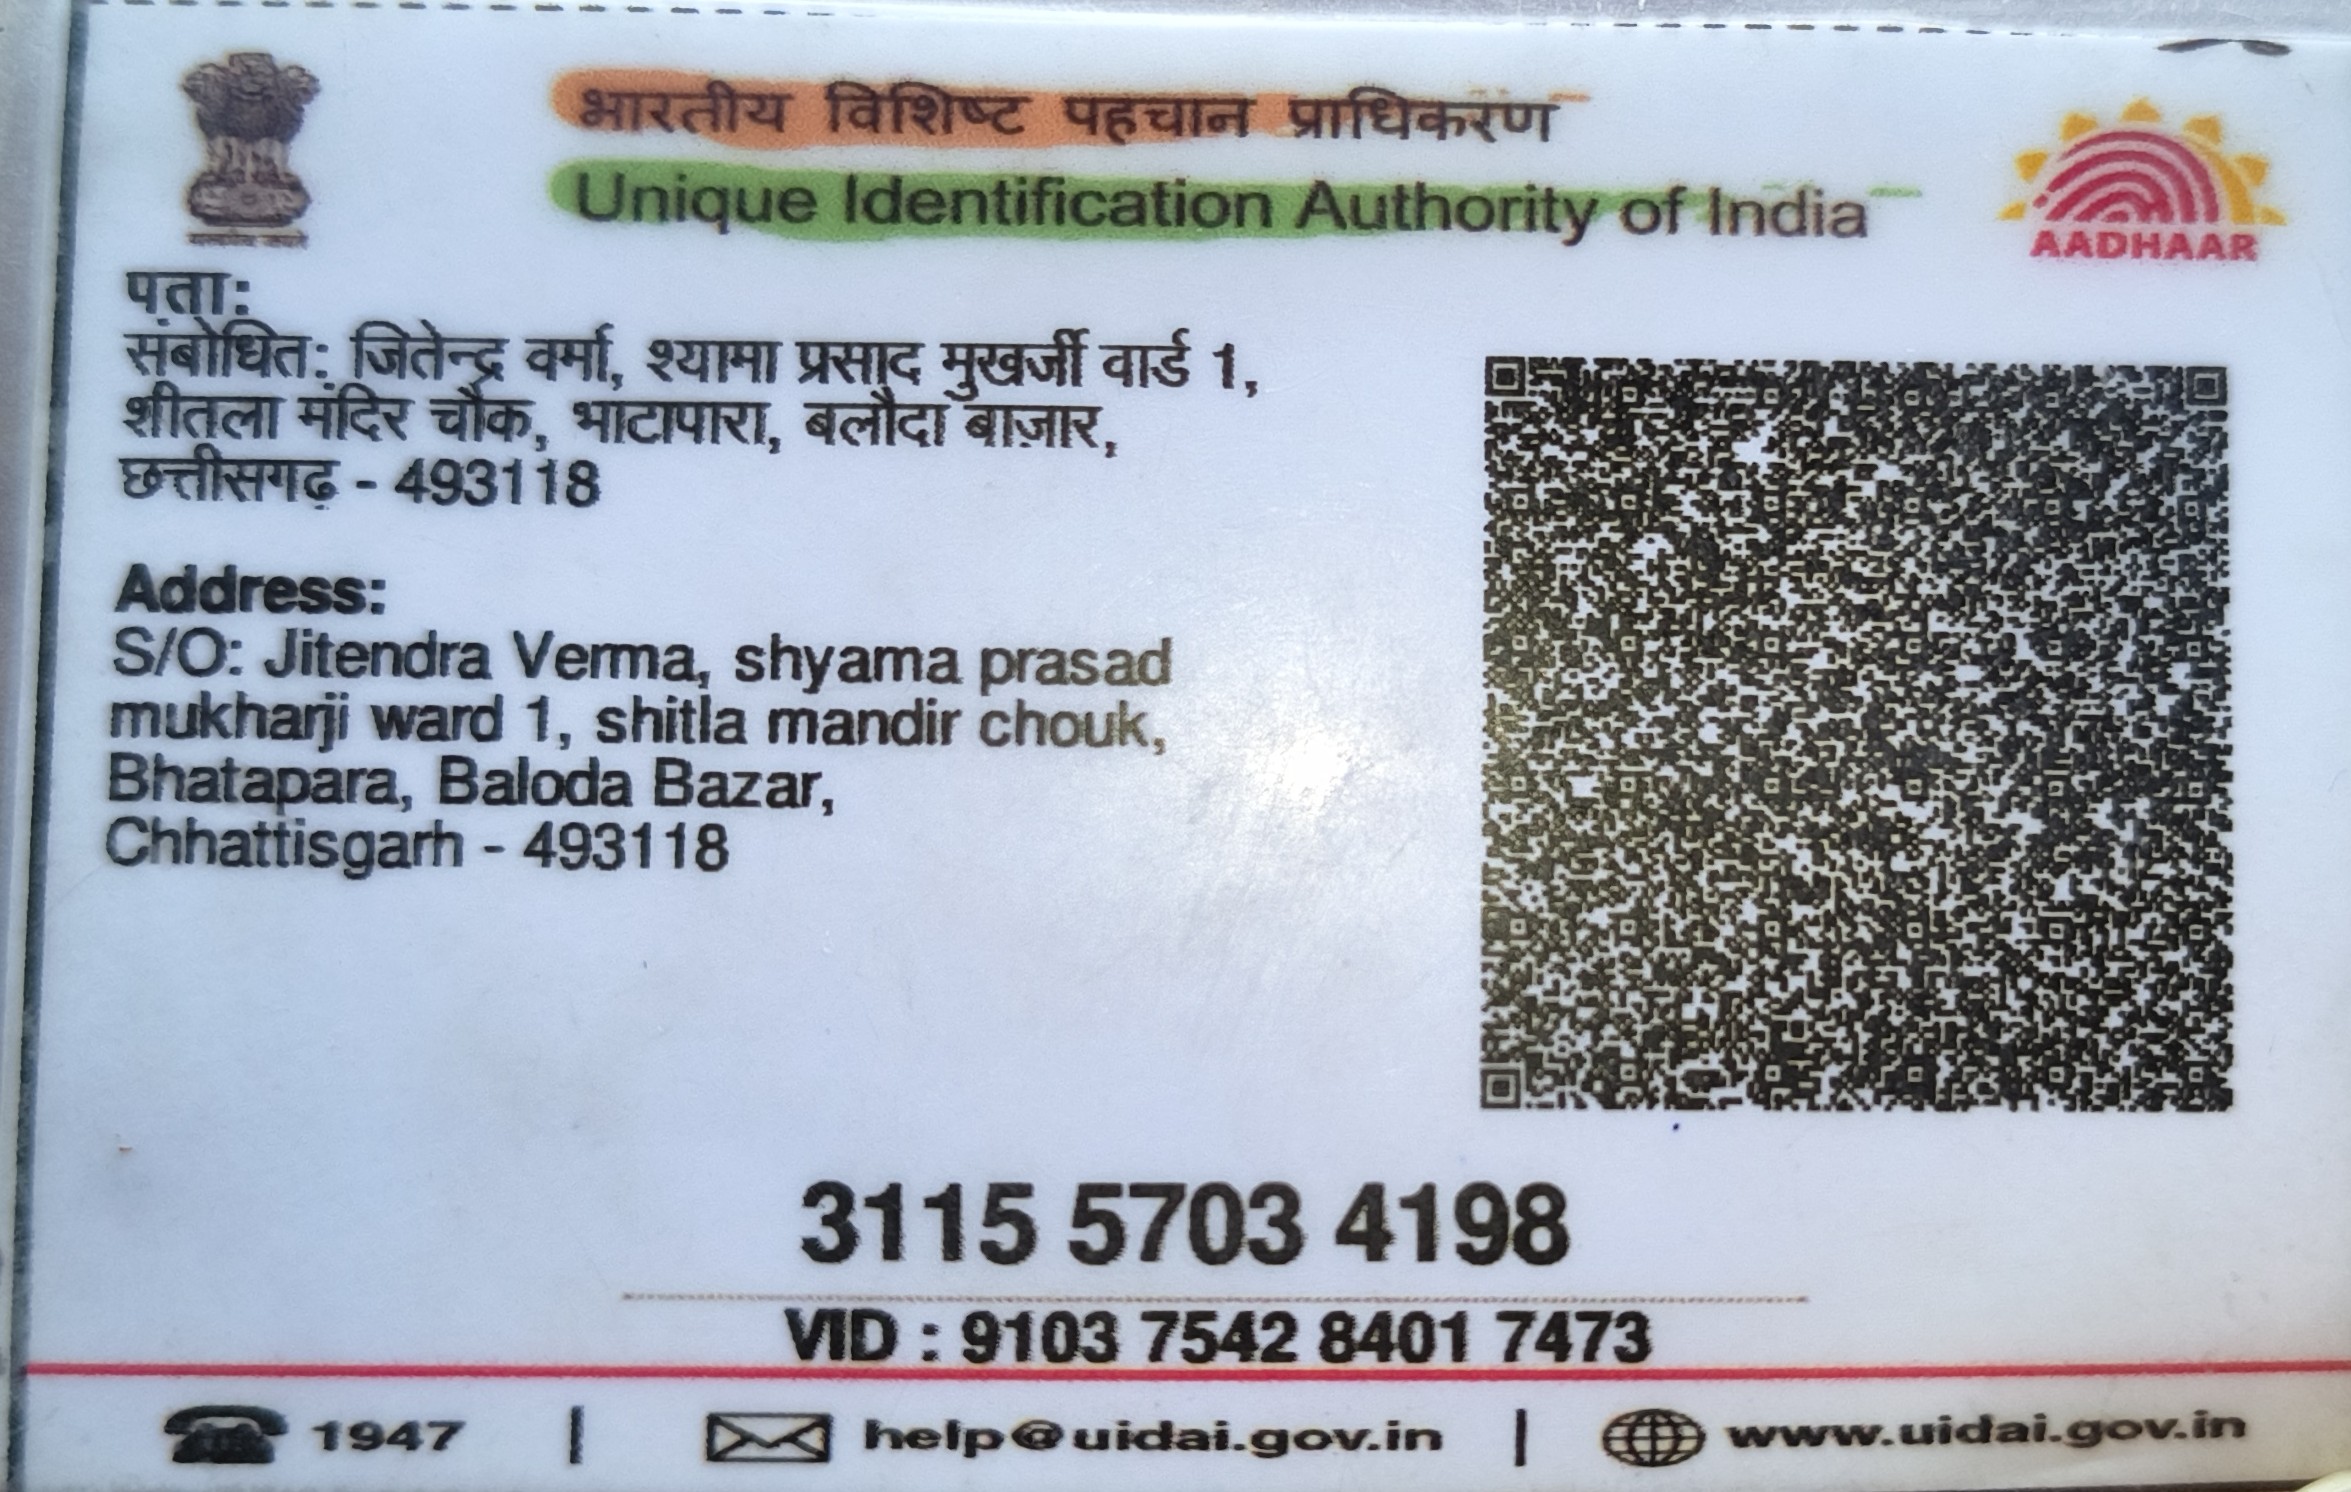 भारतीय विशिष्ट पहचान प्राधिकरण
Unique Identification Authority of India
AADHAAR
पता:
संबोधित: जितेन्द्र वर्मा, श्यामा प्रसाद मुखर्जी वार्ड 1,
शीतला मंदिर चौक, भाटापारा, बलौदा बाज़ार,
छत्तीसगढ़ - 493118
Address:
S/O: Jitendra Verma, shyama prasad
mukharji ward 1, shitla mandir chouk,
Bhatapara, Baloda Bazar,
Chhattisgarh - 493118
3115 5703 4198
VID : 9103 7542 8401 7473
1947 | help@uidai.gov.in | www.uidai.gov.in